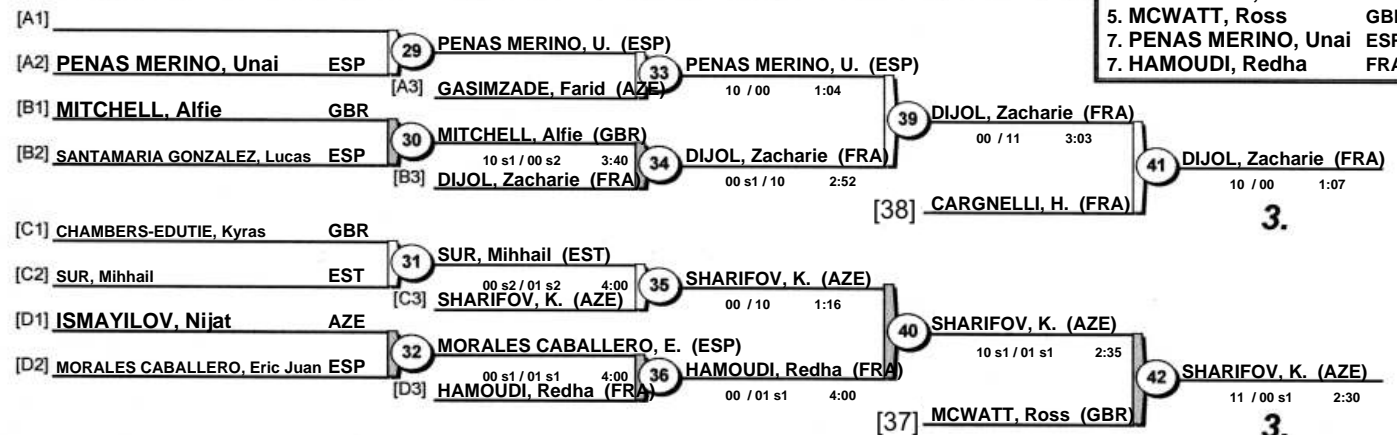 5. MCWATT, Ross
7. PENAS MERINO, Unai ESP
7. HAMOUDI, Redha FRA
[A1]
[A2] PENAS MERINO, Unai ESP
29
PENAS MERINO, U. (ESP)
[A3] GASIMZADE, Farid (AZE)
33
PENAS MERINO, U. (ESP)
10 / 00 1:04
[B1] MITCHELL, Alfie GBR
[B2] SANTAMARIA GONZALEZ, Lucas ESP
30
MITCHELL, Alfie (GBR)
10 s1 / 00 s2 3:40
[B3] DIJOL, Zacharie (FRA)
34
DIJOL, Zacharie (FRA)
00 s1 / 10 2:52
39
DIJOL, Zacharie (FRA)
00 / 11 3:03
[38] CARGNELLI, H. (FRA)
41
DIJOL, Zacharie (FRA)
10 / 00 1:07
3.
[C1] CHAMBERS-EDUTIE, Kyras GBR
[C2] SUR, Mihhail EST
31
SUR, Mihhail (EST)
00 s2 / 01 s2 4:00
[C3] SHARIFOV, K. (AZE)
35
SHARIFOV, K. (AZE)
00 / 10 1:16
[D1] ISMAYILOV, Nijat AZE
[D2] MORALES CABALLERO, Eric Juan ESP
32
MORALES CABALLERO, E. (ESP)
00 s1 / 01 s1 4:00
[D3] HAMOUDI, Redha (FRA)
36
HAMOUDI, Redha (FRA)
00 / 01 s1 4:00
40
SHARIFOV, K. (AZE)
10 s1 / 01 s1 2:35
[37] MCWATT, Ross (GBR)
42
SHARIFOV, K. (AZE)
11 / 00 s1 2:30
3.